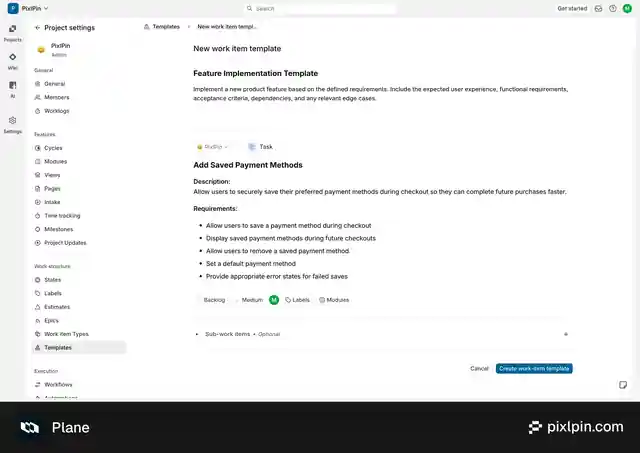 P PixlPin
Search
Get started
M
Projects
Wiki
AI
Settings
Project settings
PixlPin
Admin
General
General
Members
Worklogs
Features
Cycles
Modules
Views
Pages
Intake
Time tracking
Milestones
Project Updates
Work structure
States
Labels
Estimates
Epics
Work item Types
Templates
Execution
Workflows
Templates
New work item templ...
New work item template
Feature Implementation Template
Implement a new product feature based on the defined requirements. Include the expected user experience, functional requirements,
acceptance criteria, dependencies, and any relevant edge cases.
PixlPin Task
Add Saved Payment Methods
Description:
Allow users to securely save their preferred payment methods during checkout so they can complete future purchases faster.
Requirements:
• Allow users to save a payment method during checkout
• Display saved payment methods during future checkouts
• Allow users to remove a saved payment method
• Set a default payment method
• Provide appropriate error states for failed saves
Backlog Medium M Labels Modules
Sub-work items • Optional +
Cancel Create work-item template
Plane
pixlpin.com